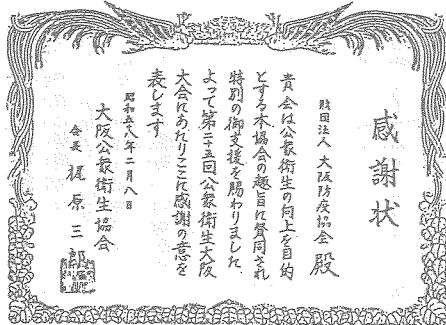 感謝状
財団法人 大阪防疫協会 殿
貴会は公衆衛生の向上を目的
とする本協会の趣旨に賛同され
特別の御支援を賜わりました
よって第二十五回公衆衛生大阪
大会にあたりここに感謝の意を
表します
昭和五十八年二月八日
大阪公衆衛生協会
会長 梶原三郎